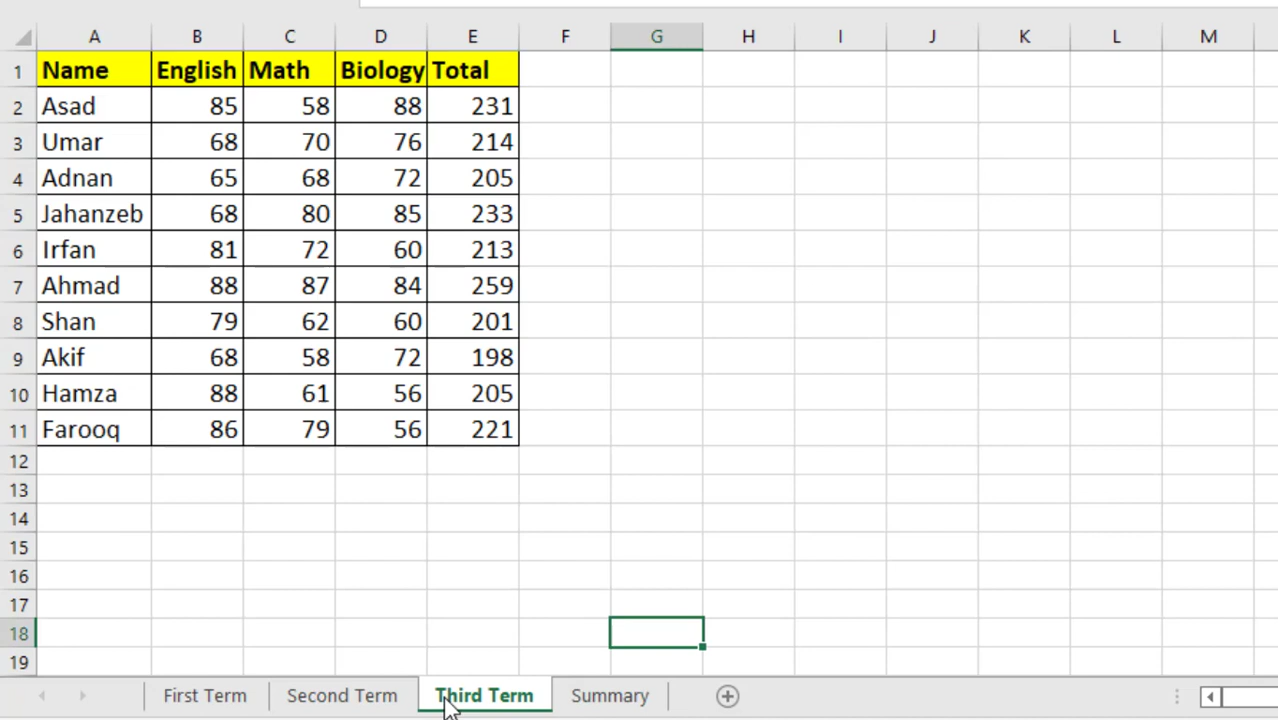 A B C D E F G H I J K L M
1 Name English Math Biology Total
2 Asad 85 58 88 231
3 Umar 68 70 76 214
4 Adnan 65 68 72 205
5 Jahanzeb 68 80 85 233
6 Irfan 81 72 60 213
7 Ahmad 88 87 84 259
8 Shan 79 62 60 201
9 Akif 68 58 72 198
10 Hamza 88 61 56 205
11 Farooq 86 79 56 221
12
13
14
15
16
17
18
19
First Term Second Term Third Term Summary